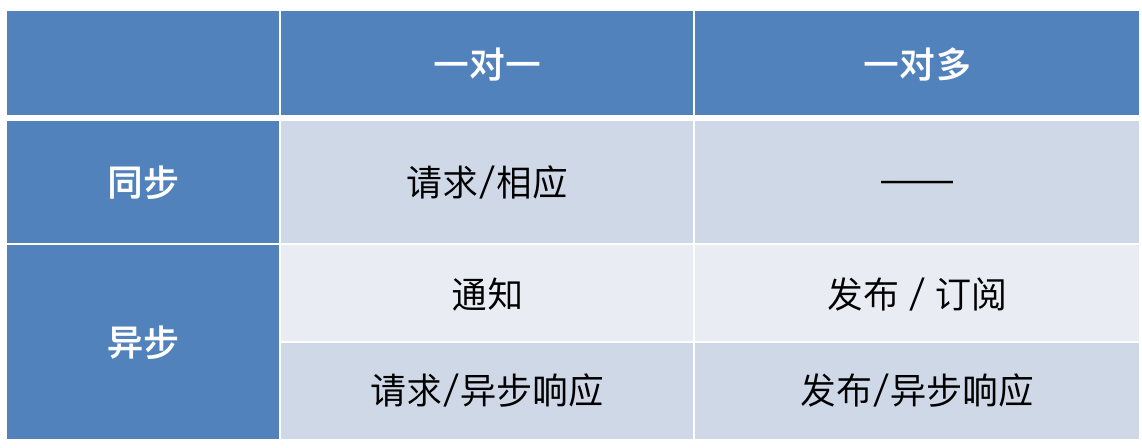 一对一 一对多
同步 请求/相应 ——
异步 通知 发布 / 订阅
请求/异步响应 发布/异步响应